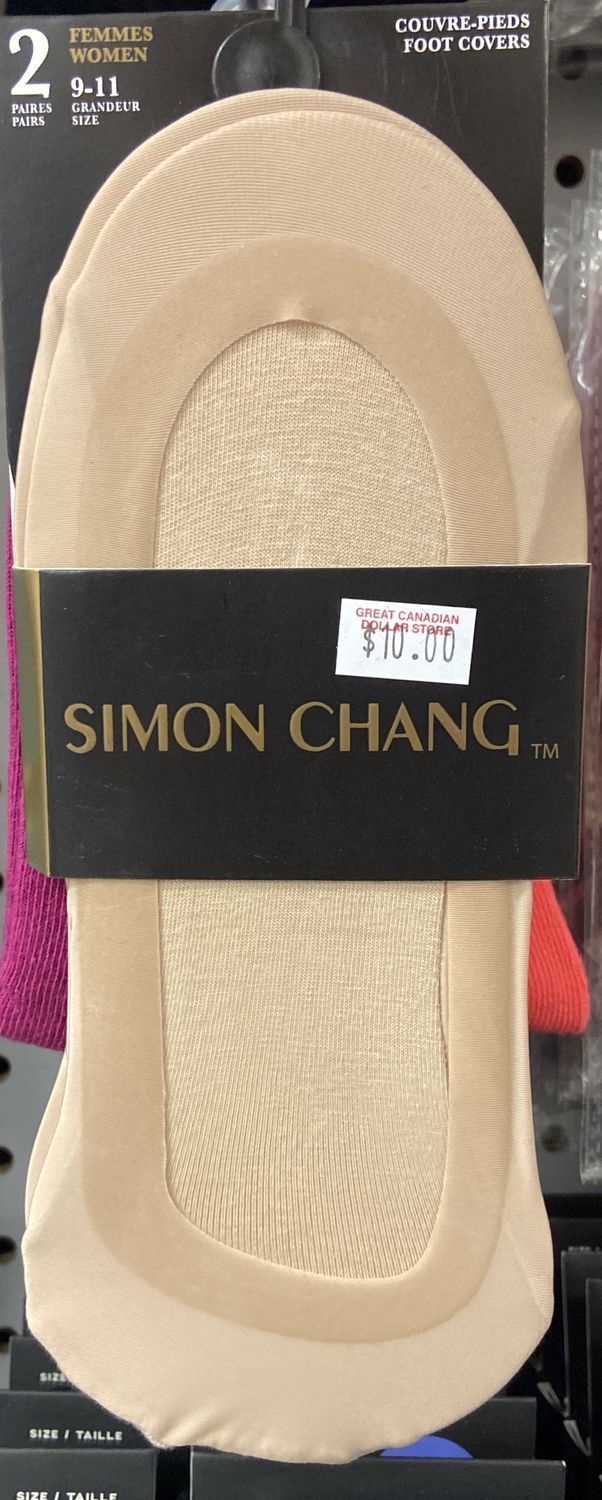 2
PAIRES
PAIRS
FEMMES
WOMEN
9-11
GRANDEUR
SIZE
COUVRE-PIEDS
FOOT COVERS
GREAT CANADIAN
DOLLAR STORE
$10.00
SIMON CHANG TM
SIZE
SIZE / TAILLE
SIZE / TAILLE